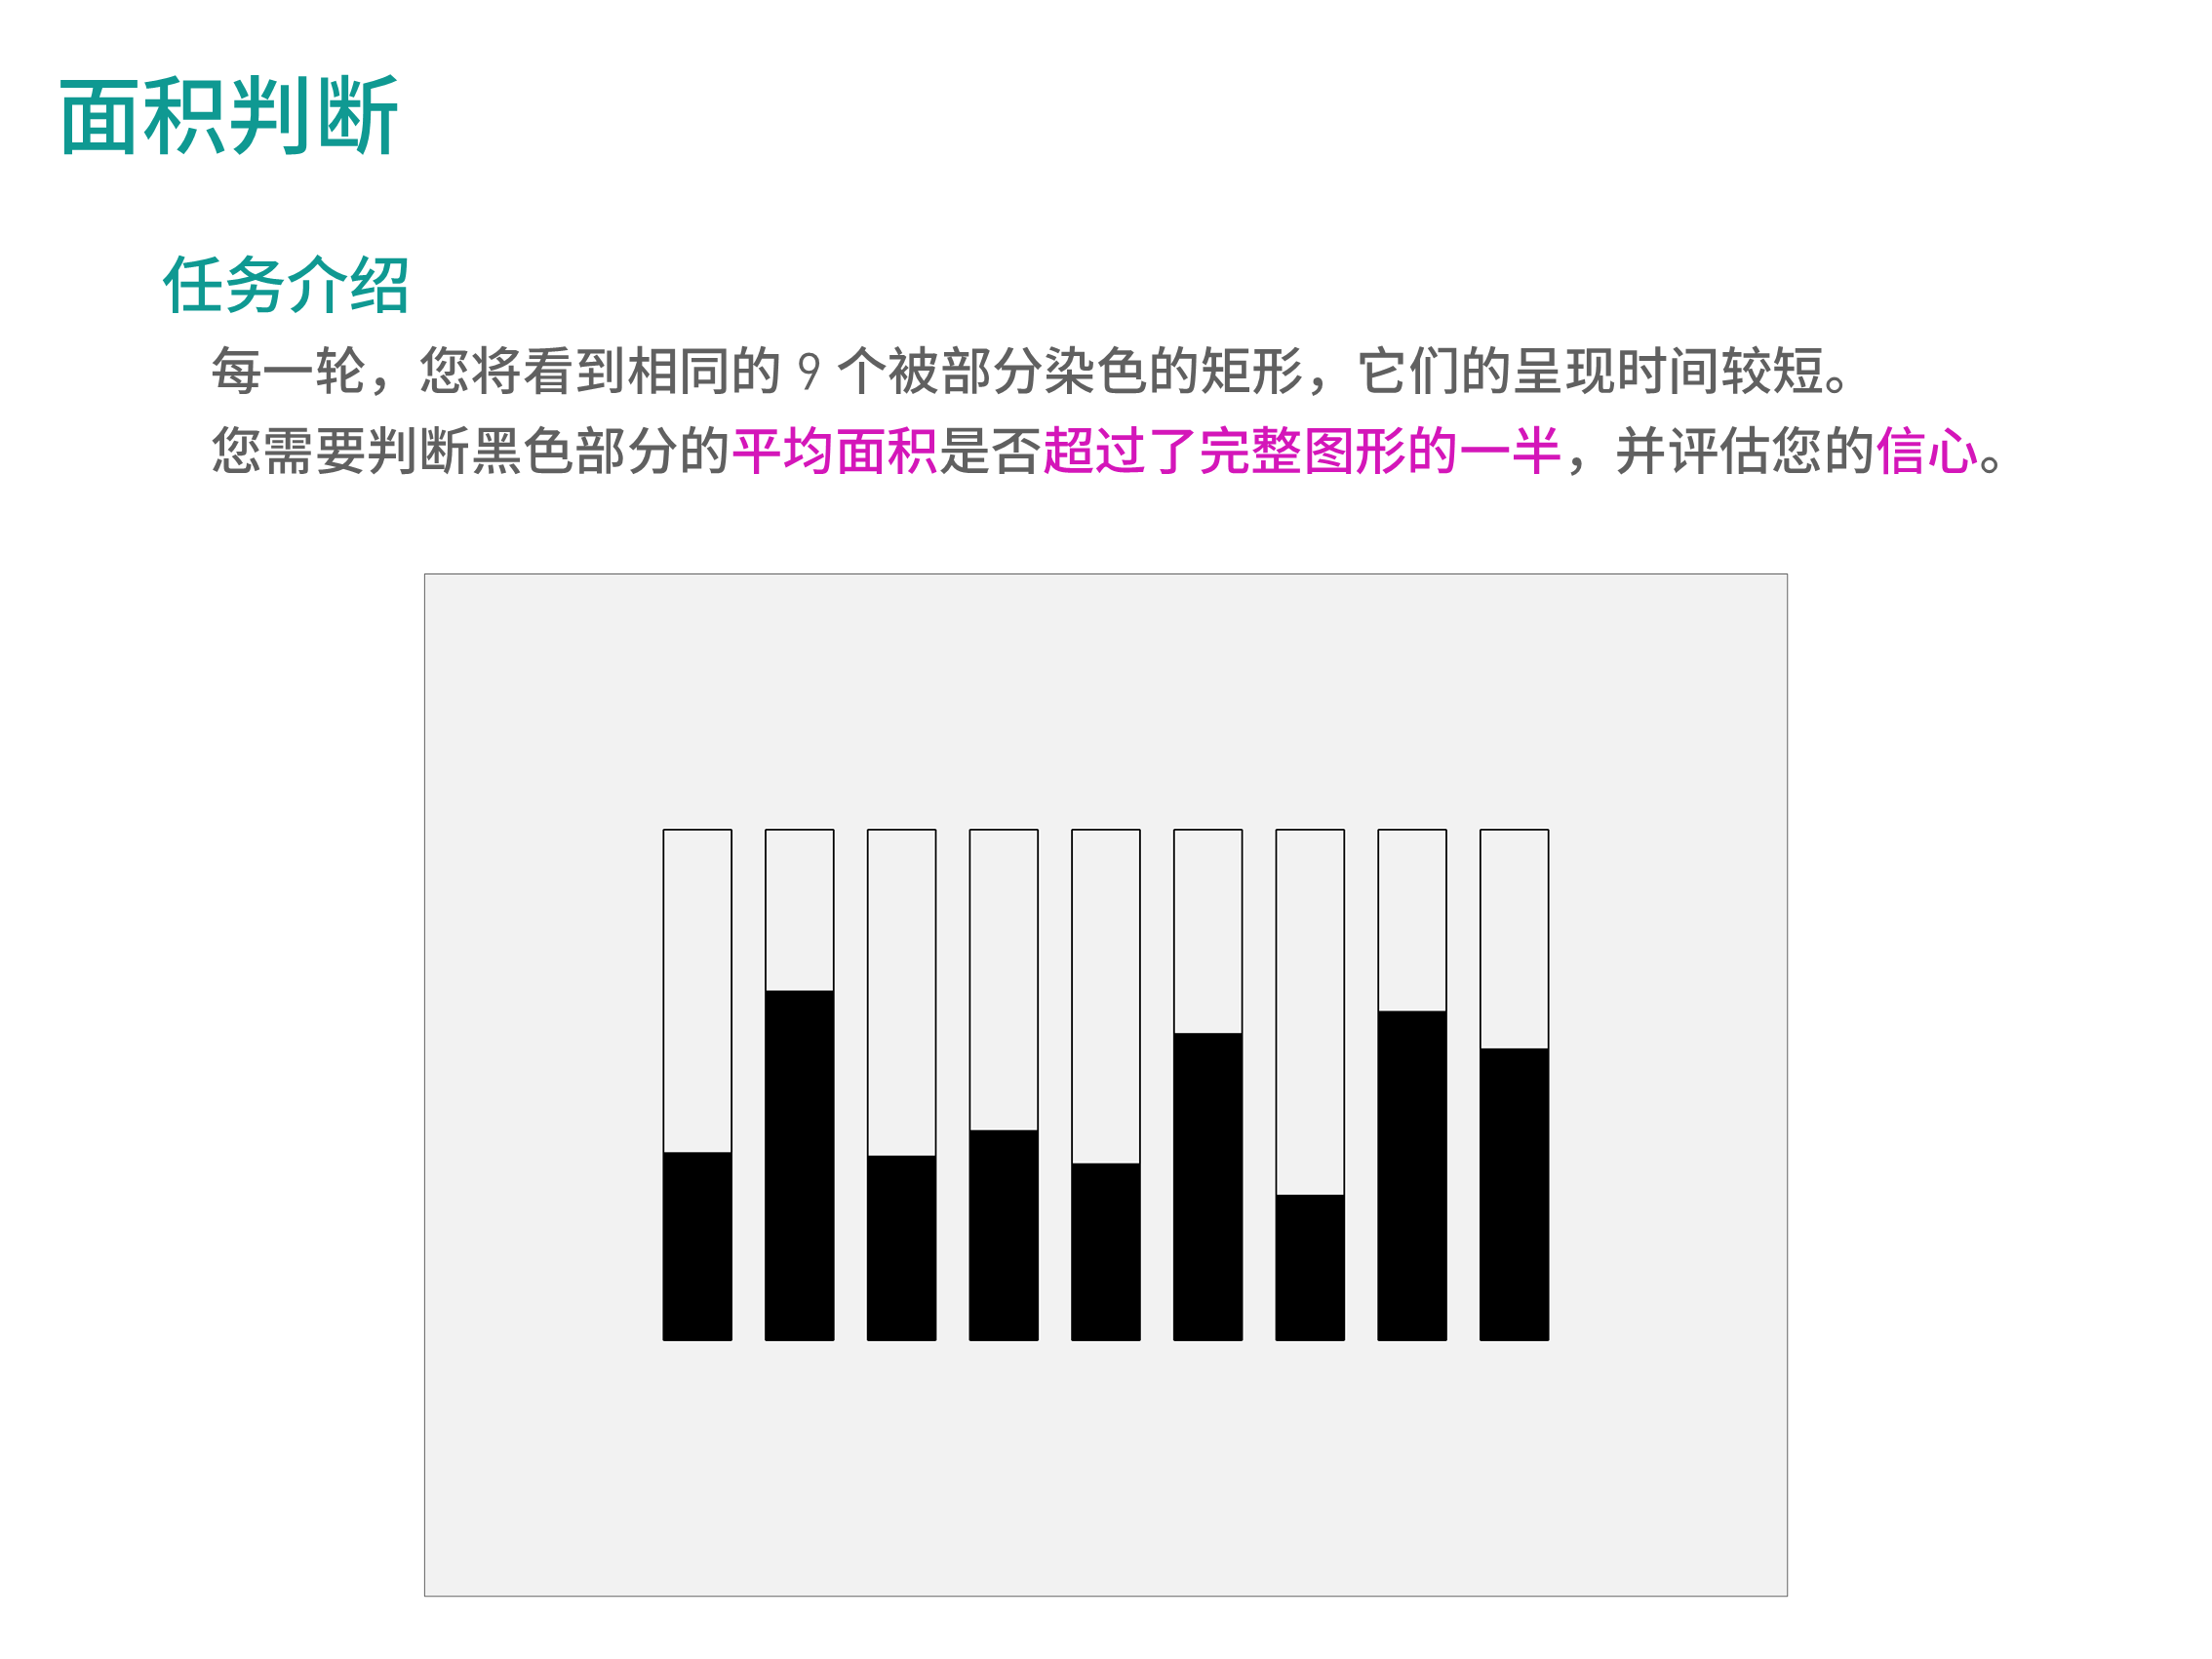 面积判断
任务介绍
每一轮，您将看到相同的 9 个被部分染色的矩形，它们的呈现时间较短。
您需要判断黑色部分的平均面积是否超过了完整图形的一半，并评估您的信心。